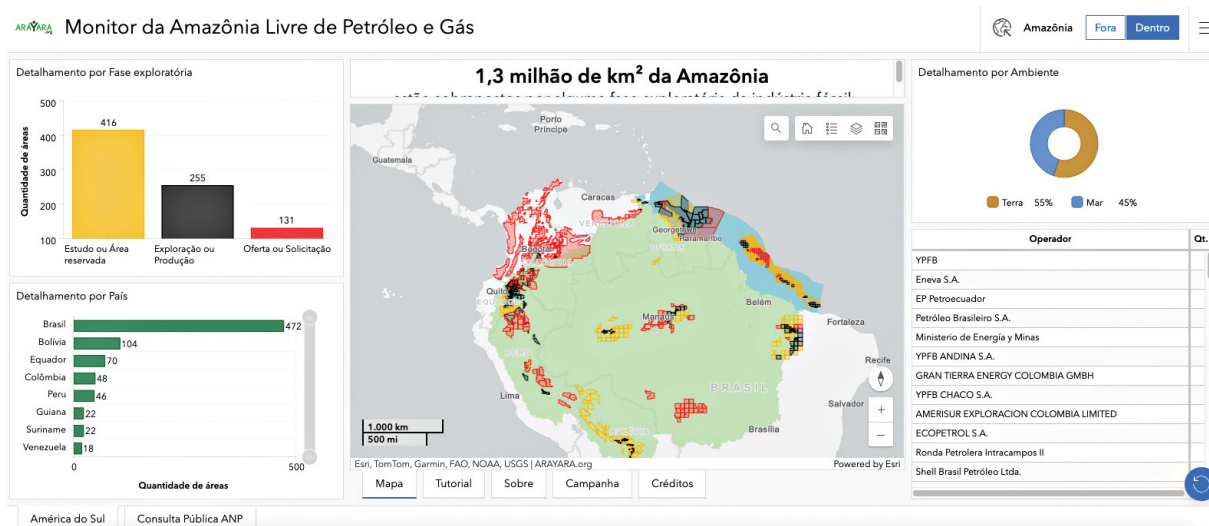 ARAYARA.org
Monitor da Amazônia Livre de Petróleo e Gás
Amazônia
Fora
Dentro
Detalhamento por Fase exploratória
500
400
300
200
100
Quantidade de áreas
416
255
131
Estudo ou Área reservada
Exploração ou Produção
Oferta ou Solicitação
Detalhamento por País
Brasil 472
Bolívia 104
Equador 70
Colômbia 48
Peru 46
Guiana 22
Suriname 22
Venezuela 18
0 500
Quantidade de áreas
1,3 milhão de km² da Amazônia
Porto Príncipe
Guatemala
Caracas
VENEZUELA
Georgetown
Paramaribo
GUIANA
Bogotá
Quito
Belém
Manaus
Fortaleza
PERU
Recife
Lima
BRASIL
Salvador
BOLÍVIA
Brasília
1.000 km
500 mi
Esri, TomTom, Garmin, FAO, NOAA, USGS | ARAYARA.org
Powered by Esri
Mapa
Tutorial
Sobre
Campanha
Créditos
Detalhamento por Ambiente
Terra 55%
Mar 45%
Operador
Qt.
YPFB
Eneva S.A.
EP Petroecuador
Petróleo Brasileiro S.A.
Ministerio de Energía y Minas
YPFB ANDINA S.A.
GRAN TIERRA ENERGY COLOMBIA GMBH
YPFB CHACO S.A.
AMERISUR EXPLORACION COLOMBIA LIMITED
ECOPETROL S.A.
Ronda Petrolera Intracampos II
Shell Brasil Petróleo Ltda.
América do Sul
Consulta Pública ANP